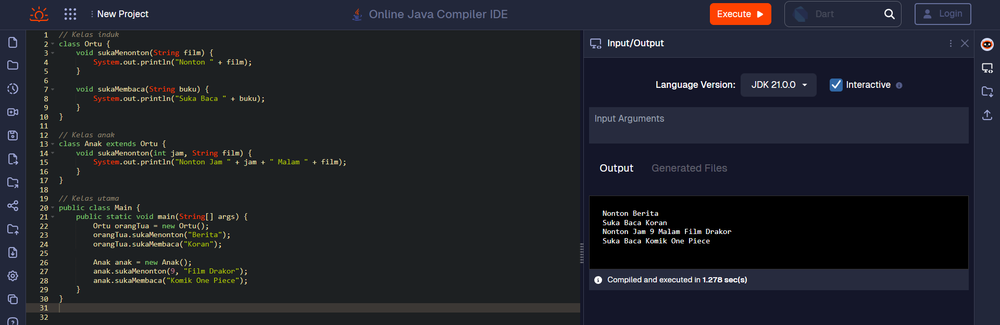 New Project
Online Java Compiler IDE
Execute
Dart
Login
1 // Kelas induk
2 class Ortu {
3     void sukaMenonton(String film) {
4         System.out.println("Nonton " + film);
5     }
6
7     void sukaMembaca(String buku) {
8         System.out.println("Suka Baca " + buku);
9     }
10 }
11
12 // Kelas anak
13 class Anak extends Ortu {
14     void sukaMenonton(int jam, String film) {
15         System.out.println("Nonton Jam " + jam + " Malam " + film);
16     }
17 }
18
19 // Kelas utama
20 public class Main {
21     public static void main(String[] args) {
22         Ortu orangTua = new Ortu();
23         orangTua.sukaMenonton("Berita");
24         orangTua.sukaMembaca("Koran");
25
26         Anak anak = new Anak();
27         anak.sukaMenonton(9, "Film Drakor");
28         anak.sukaMembaca("Komik One Piece");
29     }
30 }
31
32
Input/Output
Language Version: JDK 21.0.0 Interactive
Input Arguments
Output Generated Files
Nonton Berita
Suka Baca Koran
Nonton Jam 9 Malam Film Drakor
Suka Baca Komik One Piece
Compiled and executed in 1.278 sec(s)